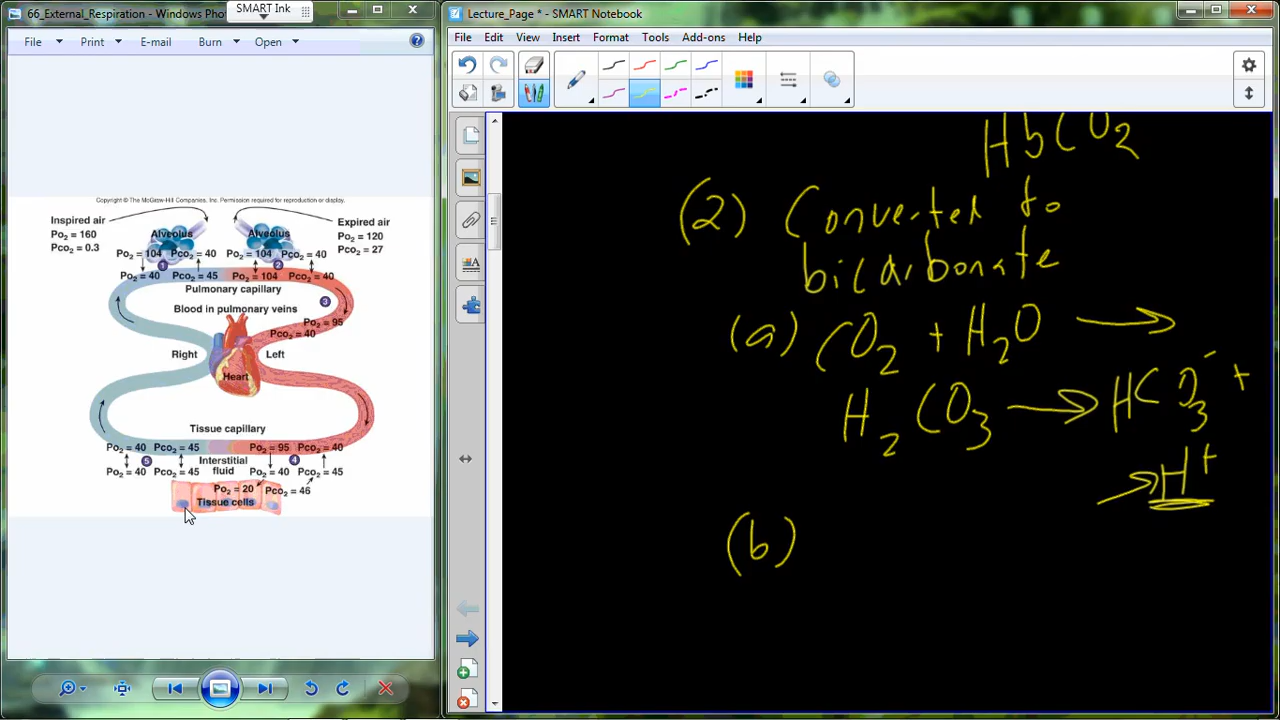 66_External_Respiration - Windows Pho
SMART Ink
File Print E-mail Burn Open
Copyright © The McGraw-Hill Companies, Inc. Permission required for reproduction or display.
Inspired air
Po2 = 160
Pco2 = 0.3
Expired air
Po2 = 120
Pco2 = 27
Alveolus
Alveolus
Po2 = 104 Pco2 = 40
Po2 = 104 Pco2 = 40
1
2
Po2 = 40 Pco2 = 45
Po2 = 104 Pco2 = 40
Pulmonary capillary
3
Blood in pulmonary veins
Po2 = 95
Pco2 = 40
Right
Left
Heart
Tissue capillary
Po2 = 40 Pco2 = 45
Po2 = 95 Pco2 = 40
5
Interstitial
fluid
4
Po2 = 40 Pco2 = 45
Po2 = 40 Pco2 = 45
Po2 = 20 Pco2 = 46
Tissue cells
Lecture_Page * - SMART Notebook
File Edit View Insert Format Tools Add-ons Help
HbCO2
(2) Converted to
bicarbonate
(a) CO2 + H2O →
H2CO3 → HCO3- +
→ H+
(b)